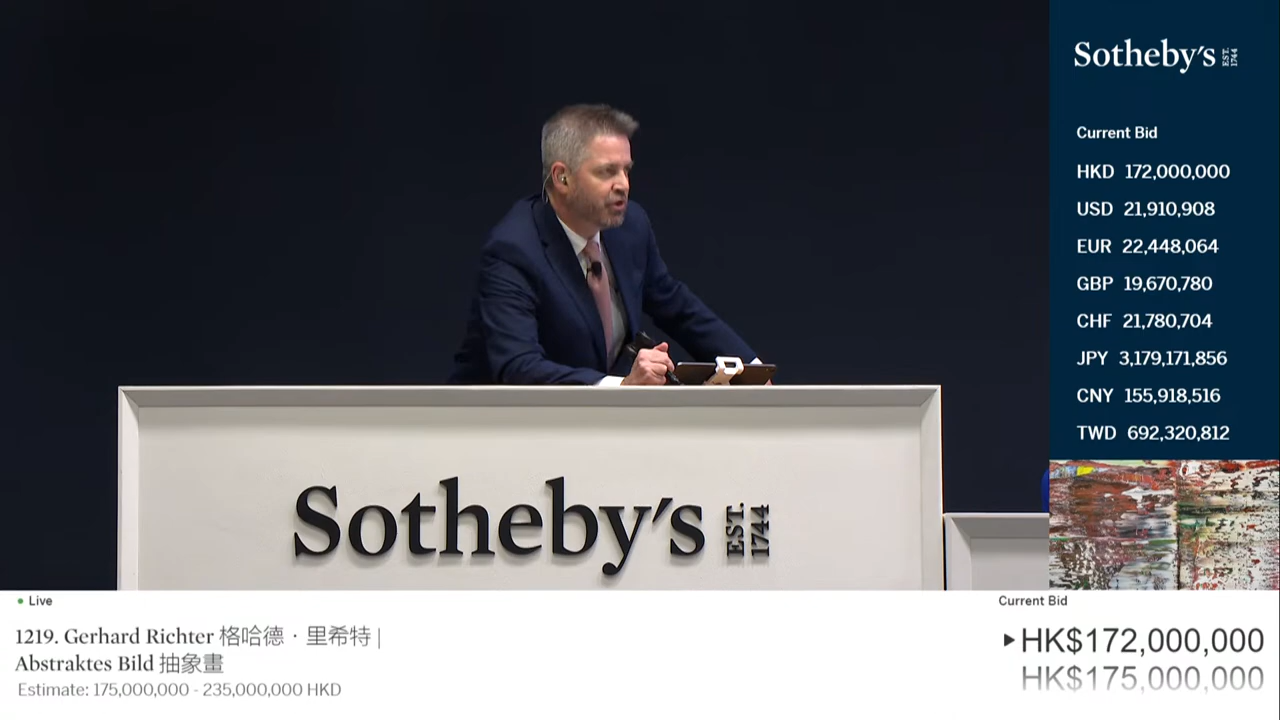 Sotheby's EST. 1744
Current Bid
HKD 172,000,000
USD 21,910,908
EUR 22,448,064
GBP 19,670,780
CHF 21,780,704
JPY 3,179,171,856
CNY 155,918,516
TWD 692,320,812
Sotheby's EST. 1744
• Live
1219. Gerhard Richter 格哈德・里希特 |
Abstraktes Bild 抽象畫
Estimate: 175,000,000 - 235,000,000 HKD
Current Bid
HK$172,000,000
HK$175,000,000